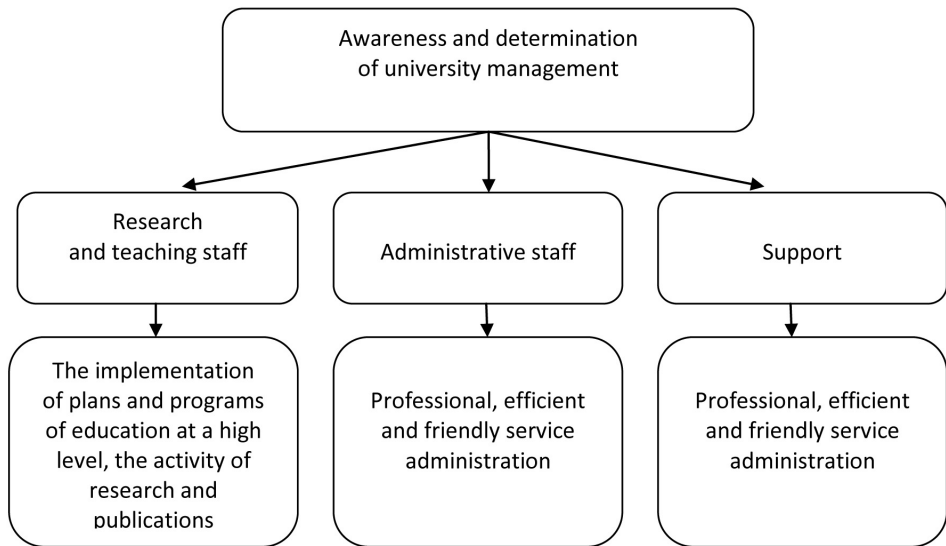 Awareness and determination
of university management
Research
and teaching staff
Administrative staff
Support
The implementation
of plans and programs
of education at a high
level, the activity of
research and
publications
Professional, efficient
and friendly service
administration
Professional, efficient
and friendly service
administration